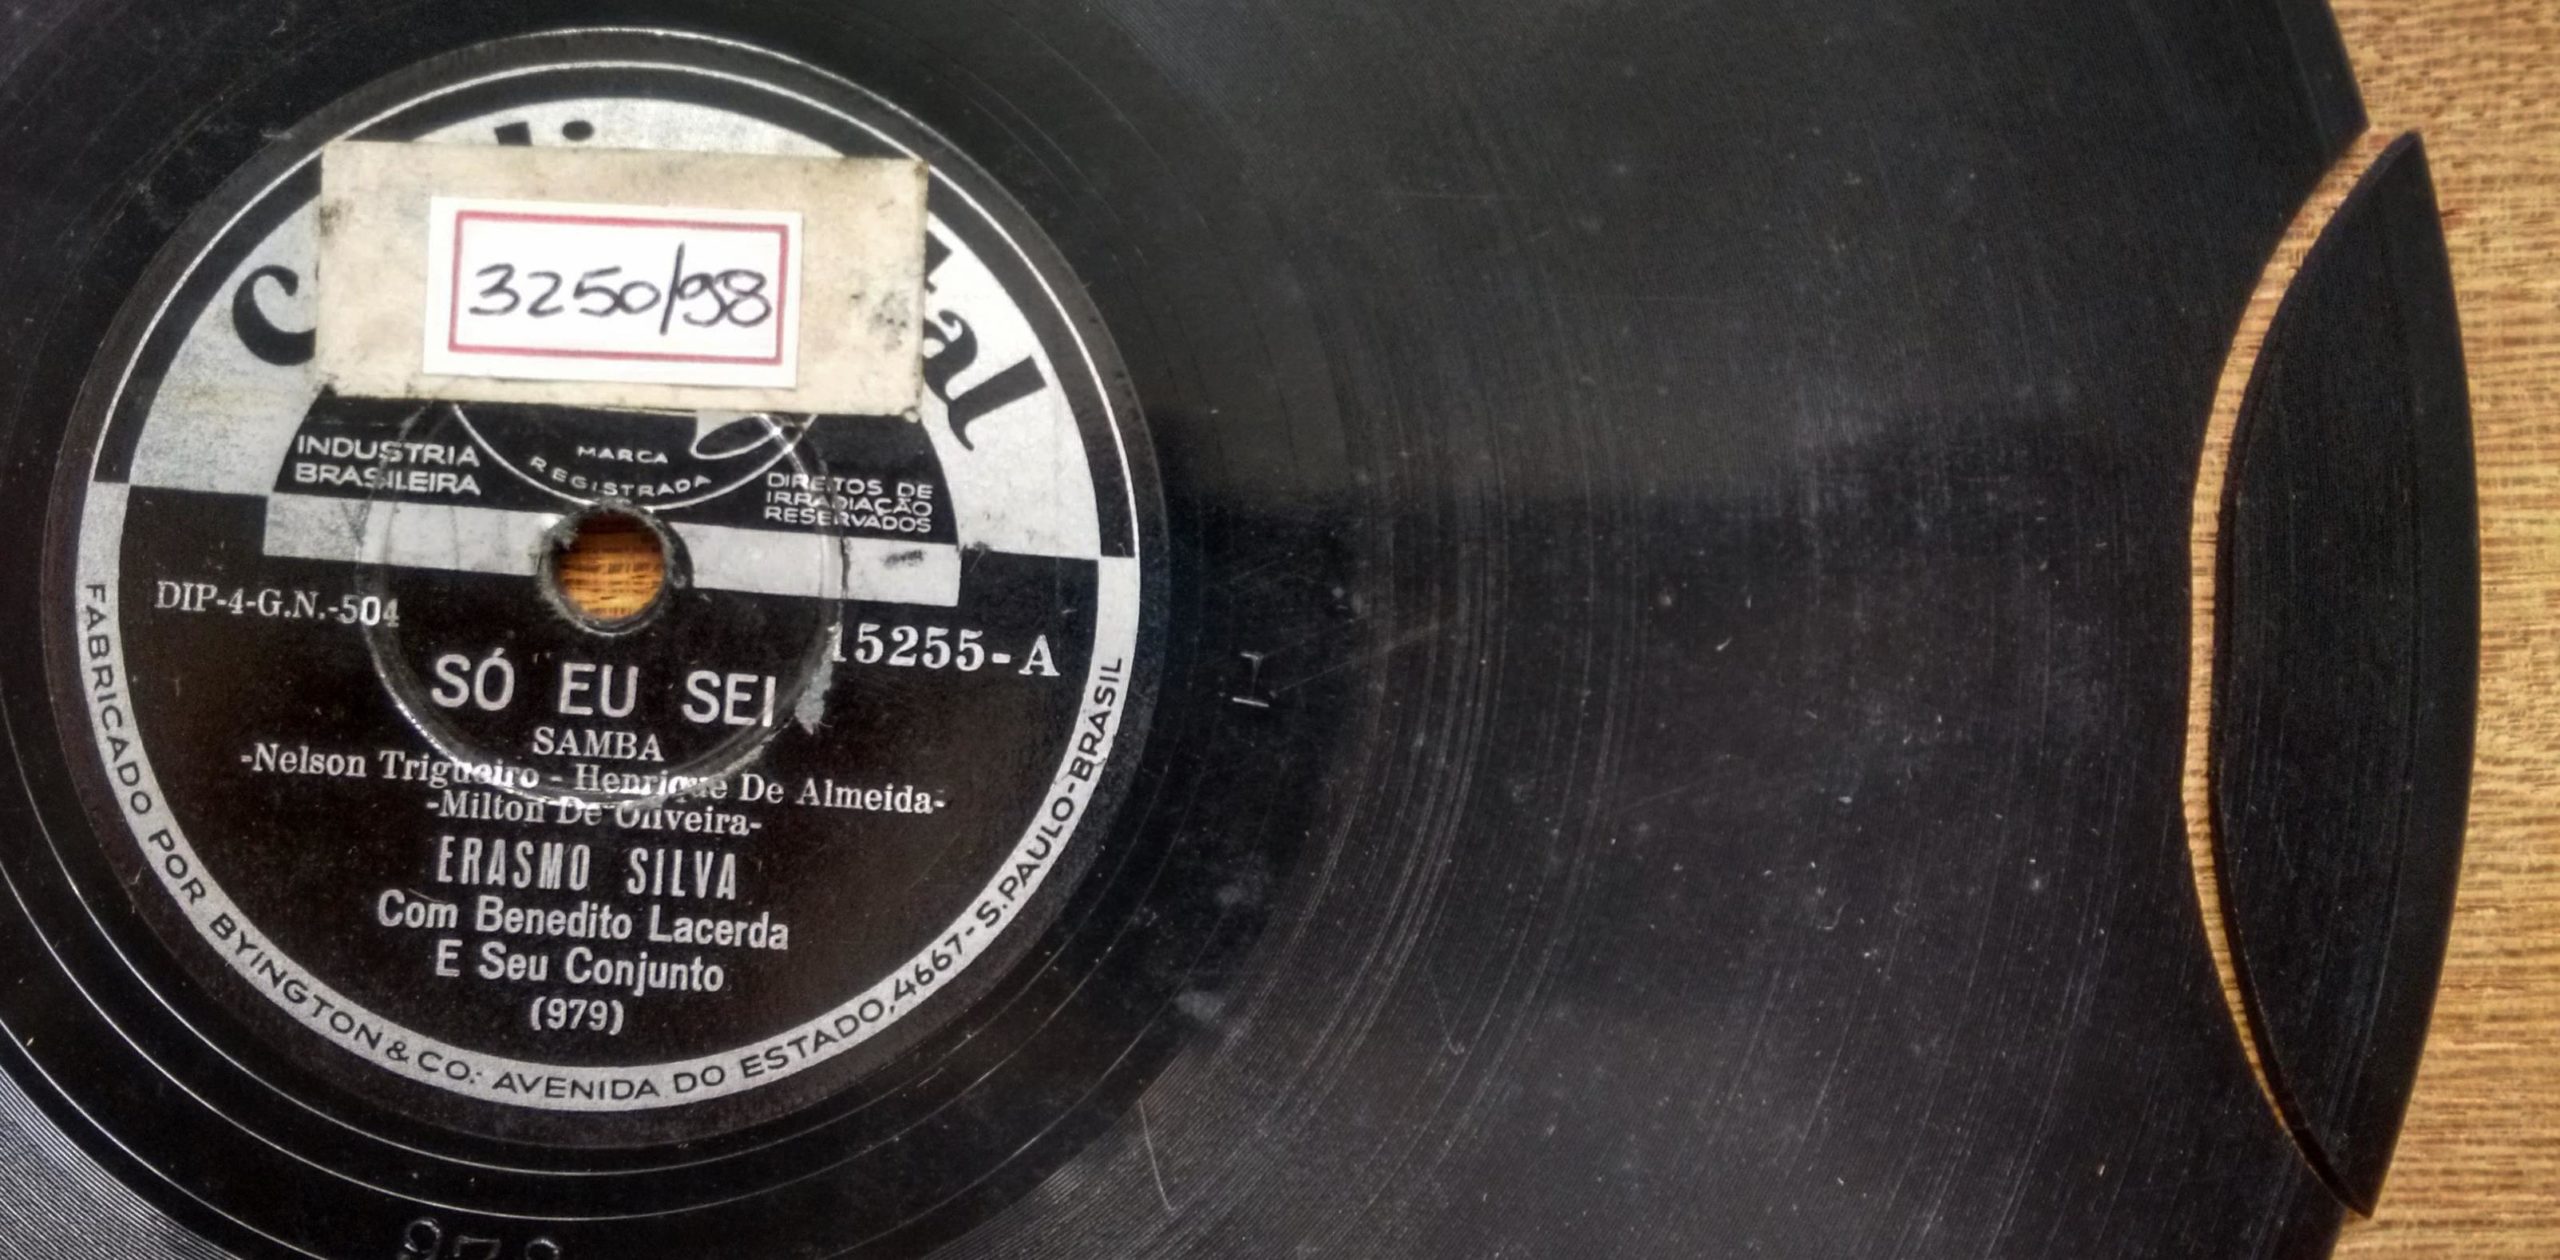 3250/98
INDUSTRIA
BRASILEIRA
MARCA
REGISTRADA
DIREITOS DE
IRRADIAÇÃO
RESERVADOS
DIP-4-G.N.-504
15255-A
SÓ EU SEI
SAMBA
-Nelson Trigueiro - Henrique De Almeida-
-Milton De Oliveira-
ERASMO SILVA
Com Benedito Lacerda
E Seu Conjunto
(979)
FABRICADO POR BYINGTON & CO: AVENIDA DO ESTADO, 4667 - S. PAULO - BRASIL
I